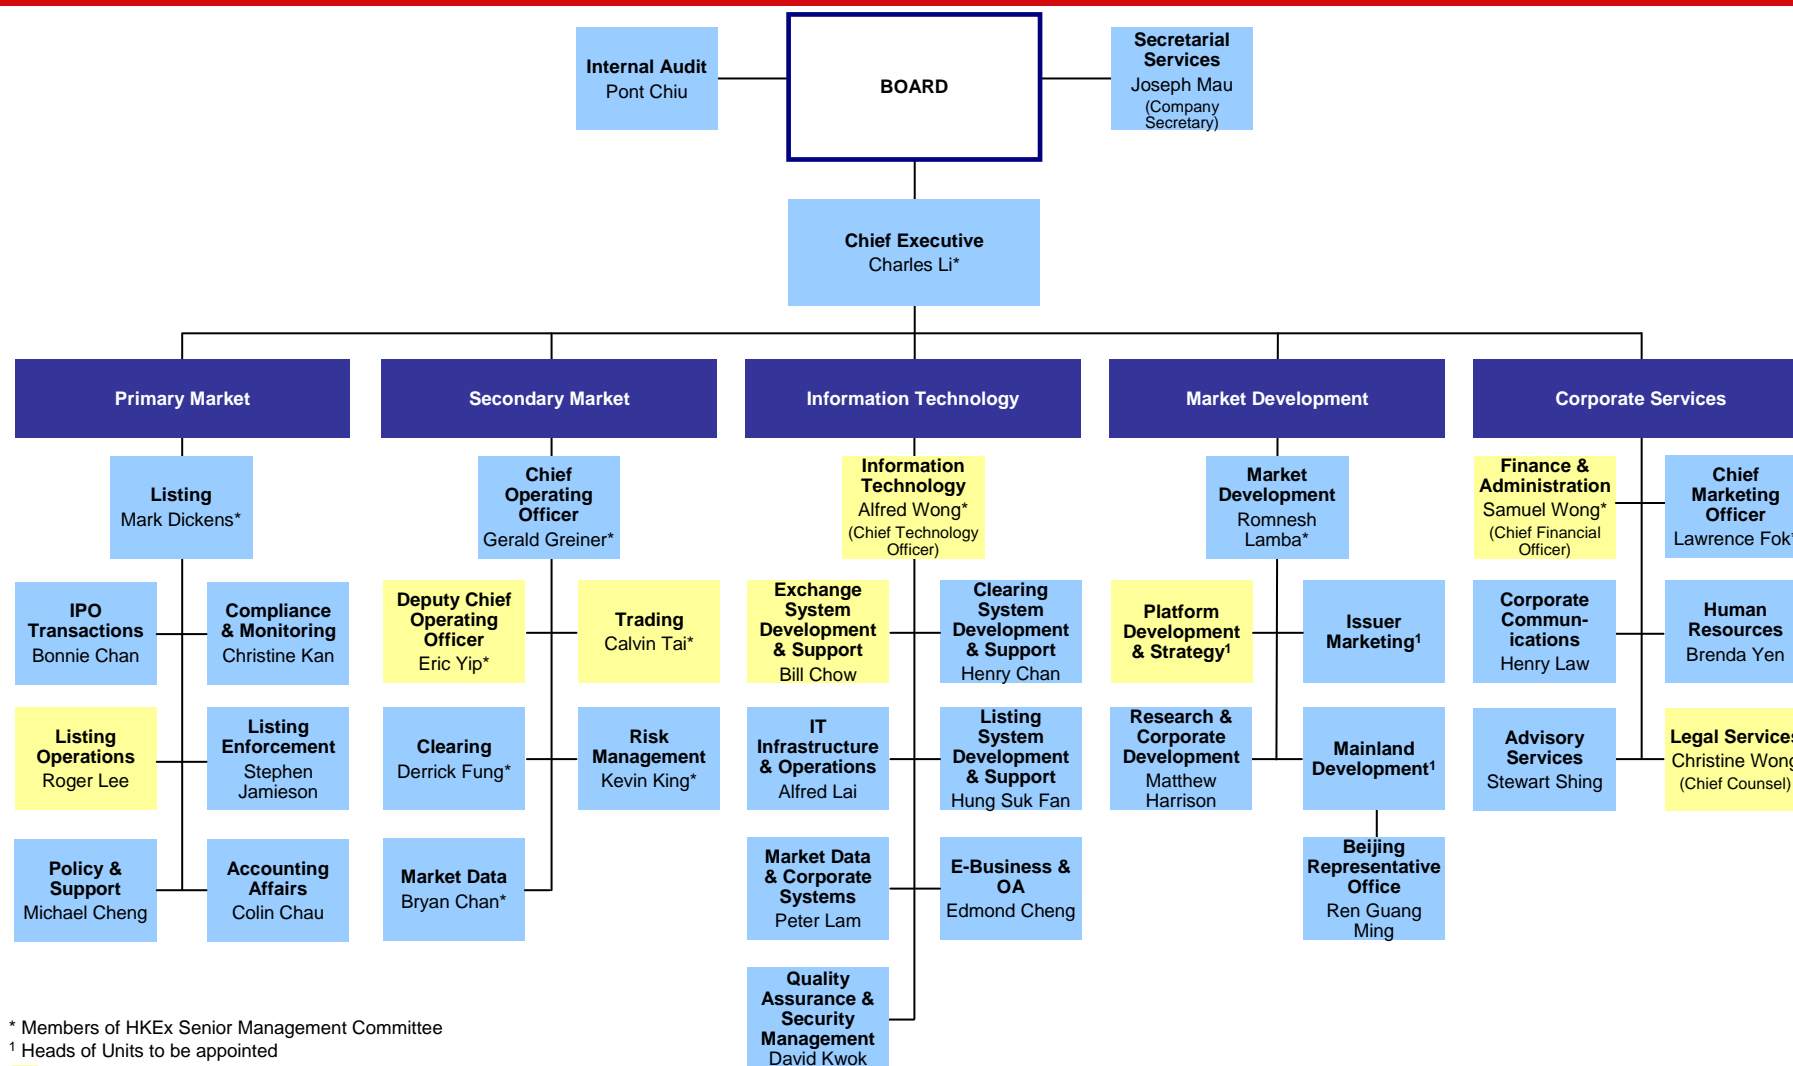 Internal Audit
Pont Chiu
BOARD
Secretarial
Services
Joseph Mau
(Company
Secretary)
Chief Executive
Charles Li*
Primary Market
Secondary Market
Information Technology
Market Development
Corporate Services
Listing
Mark Dickens*
Chief
Operating
Officer
Gerald Greiner*
Information
Technology
Alfred Wong*
(Chief Technology
Officer)
Market
Development
Romnesh
Lamba*
Finance &
Administration
Samuel Wong*
(Chief Financial
Officer)
Chief
Marketing
Officer
Lawrence Fok*
IPO
Transactions
Bonnie Chan
Compliance
& Monitoring
Christine Kan
Deputy Chief
Operating
Officer
Eric Yip*
Trading
Calvin Tai*
Exchange
System
Development
& Support
Bill Chow
Clearing
System
Development
& Support
Henry Chan
Platform
Development
& Strategy¹
Issuer
Marketing¹
Corporate
Commun-
ications
Henry Law
Human
Resources
Brenda Yen
Listing
Operations
Roger Lee
Listing
Enforcement
Stephen
Jamieson
Clearing
Derrick Fung*
Risk
Management
Kevin King*
IT
Infrastructure
& Operations
Alfred Lai
Listing
System
Development
& Support
Hung Suk Fan
Research &
Corporate
Development
Matthew
Harrison
Mainland
Development¹
Advisory
Services
Stewart Shing
Legal Services
Christine Wong
(Chief Counsel)
Policy &
Support
Michael Cheng
Accounting
Affairs
Colin Chau
Market Data
Bryan Chan*
Market Data
& Corporate
Systems
Peter Lam
E-Business &
OA
Edmond Cheng
Beijing
Representative
Office
Ren Guang
Ming
Quality
Assurance &
Security
Management
David Kwok
* Members of HKEx Senior Management Committee
¹ Heads of Units to be appointed